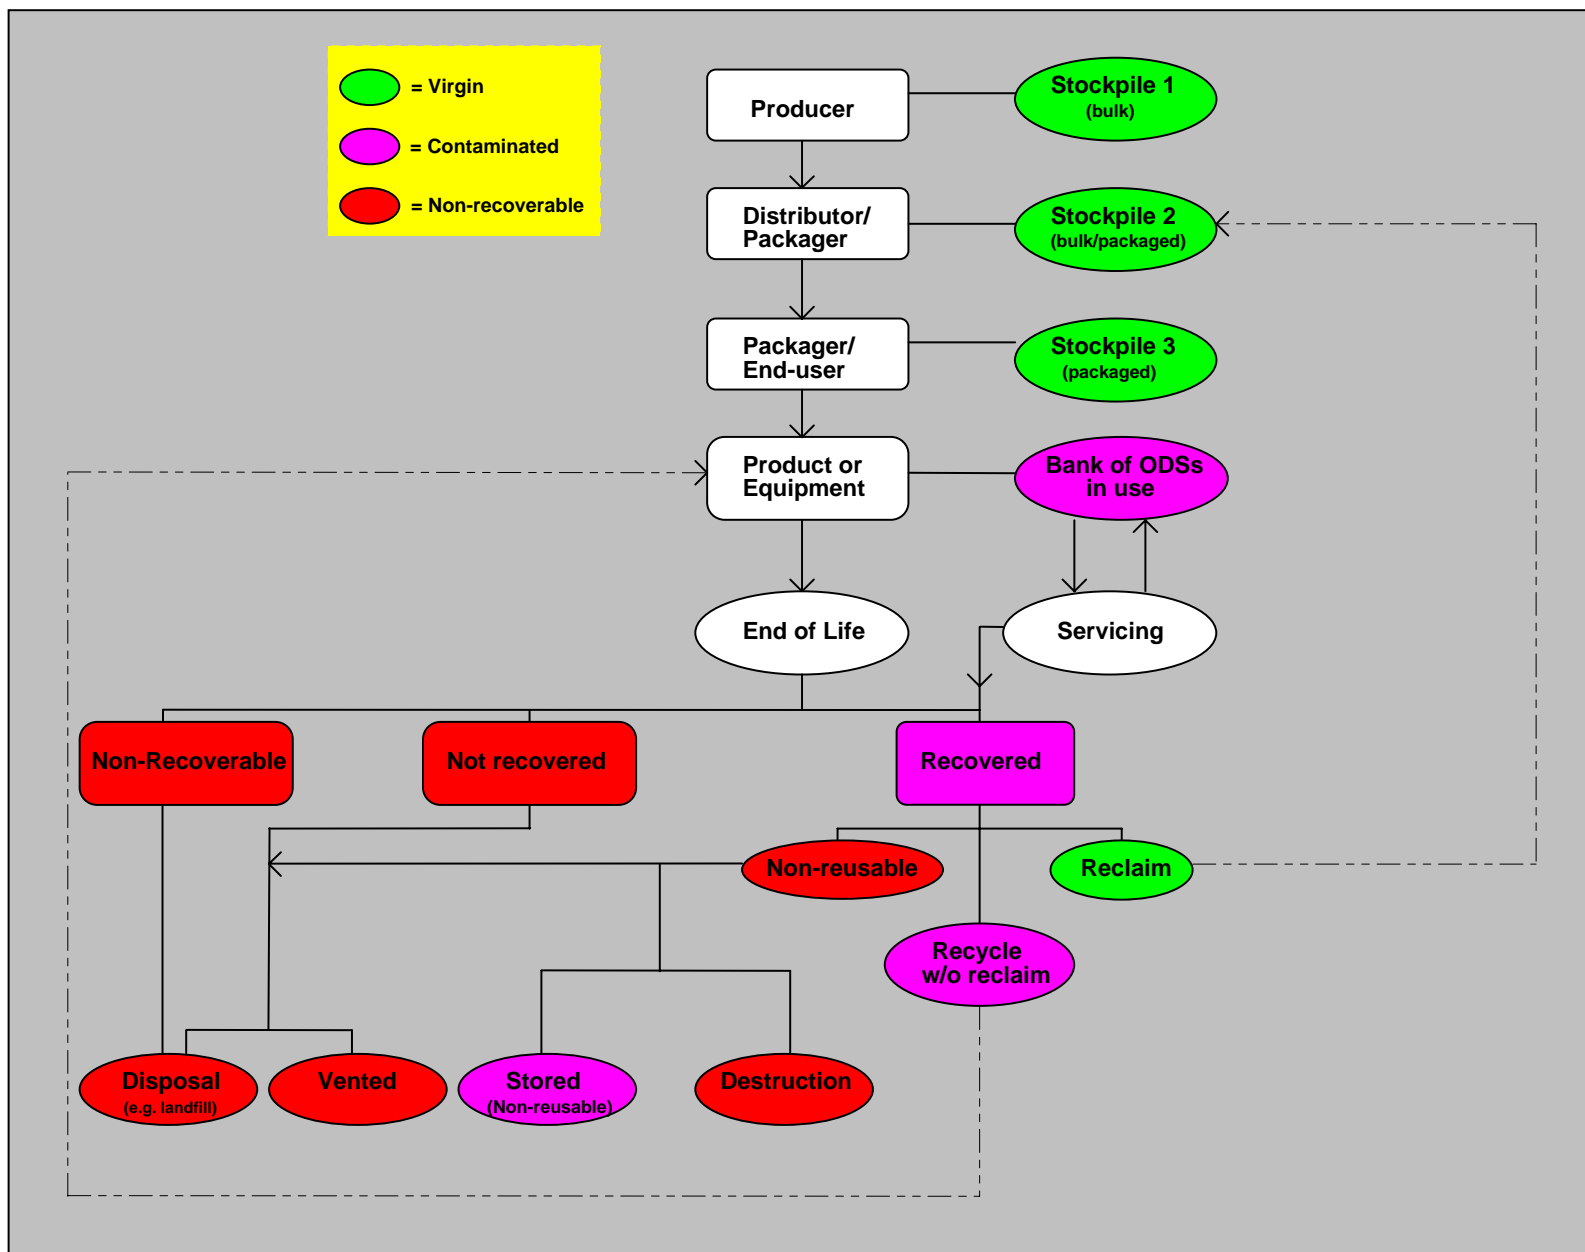 = Virgin
= Contaminated
= Non-recoverable
Producer
Stockpile 1
(bulk)
Distributor/
Packager
Stockpile 2
(bulk/packaged)
Packager/
End-user
Stockpile 3
(packaged)
Product or
Equipment
Bank of ODSs
in use
End of Life
Servicing
Non-Recoverable
Not recovered
Recovered
Non-reusable
Reclaim
Recycle
w/o reclaim
Disposal
(e.g. landfill)
Vented
Stored
(Non-reusable)
Destruction